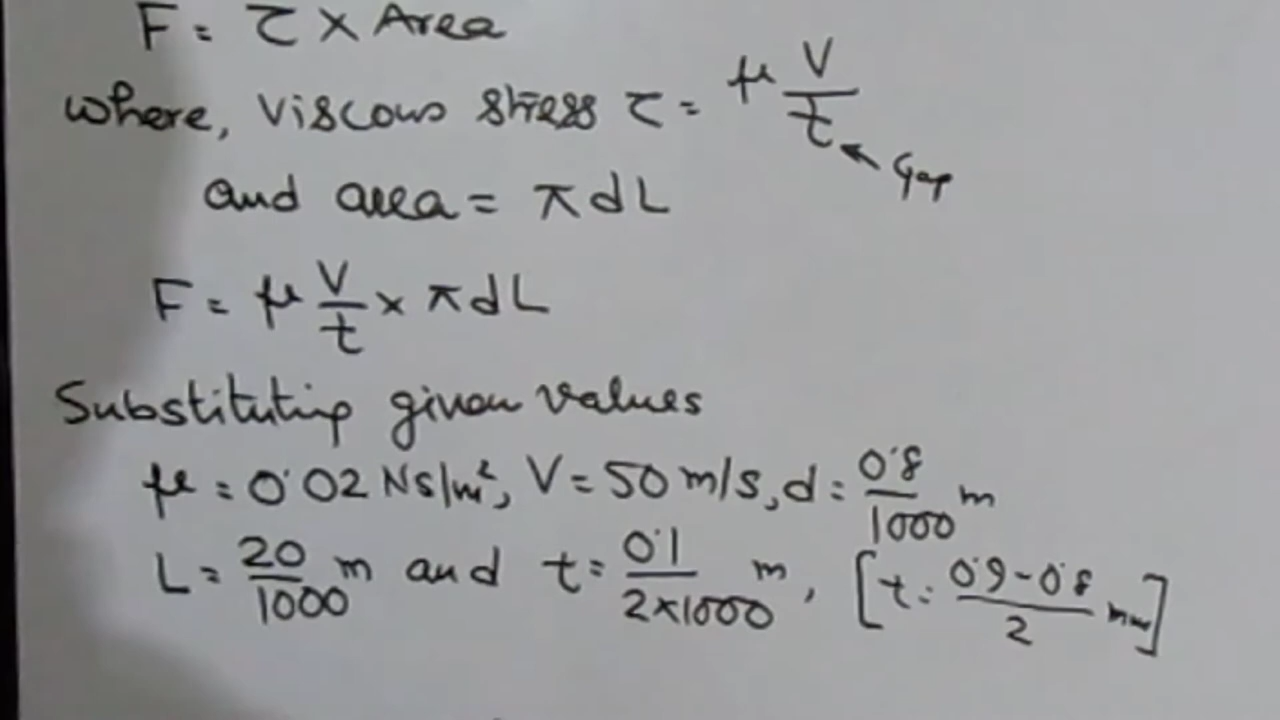 F = τ × Area
where, viscous stress τ = μ V/t ← Gap
and area = π d L
F = μ V/t × π d L
Substituting given values
μ = 0·02 Ns/m², V = 50 m/s, d = 0·8/1000 m
L = 20/1000 m and t = 0·1/2×1000 m, [t = 0·9-0·8/2 mm]